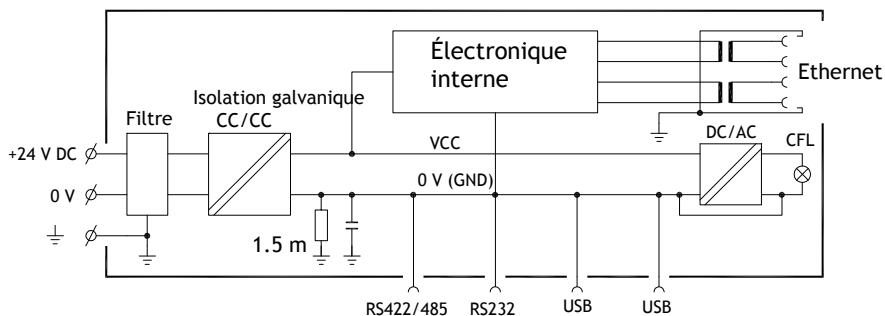 Électronique
interne
Ethernet
Isolation galvanique
CC/CC
Filtre
+24 V DC
VCC
DC/AC
CFL
0 V
0 V (GND)
1.5 m
RS422/485
RS232
USB
USB